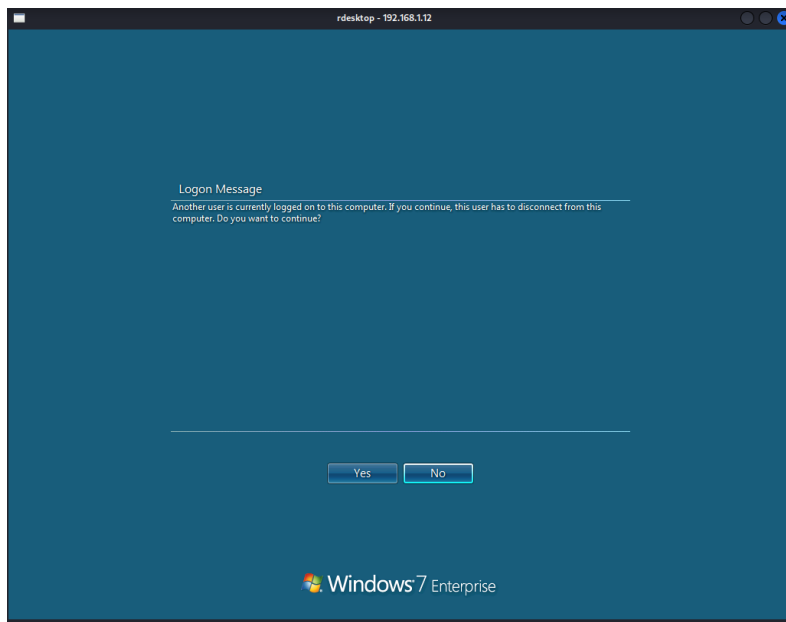 rdesktop - 192.168.1.12
Logon Message
Another user is currently logged on to this computer. If you continue, this user has to disconnect from this
computer. Do you want to continue?
Yes
No
Windows 7 Enterprise